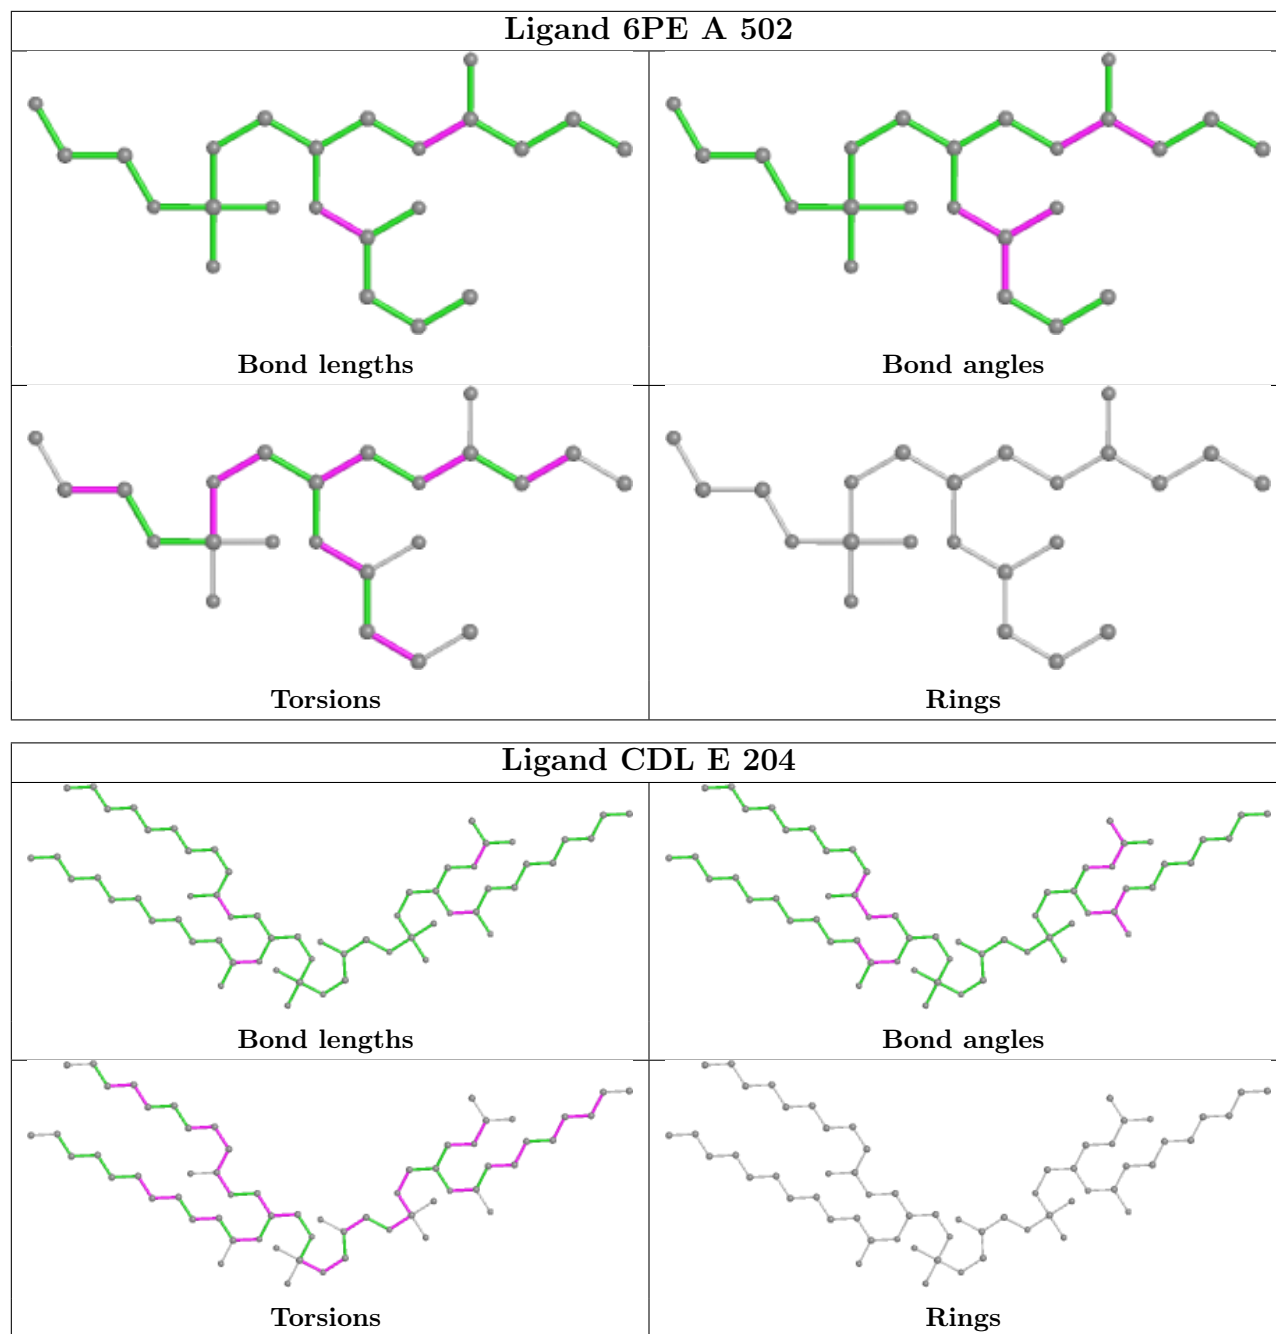 Ligand 6PE A 502
Bond lengths
Bond angles
Torsions
Rings
Ligand CDL E 204
Bond lengths
Bond angles
Torsions
Rings